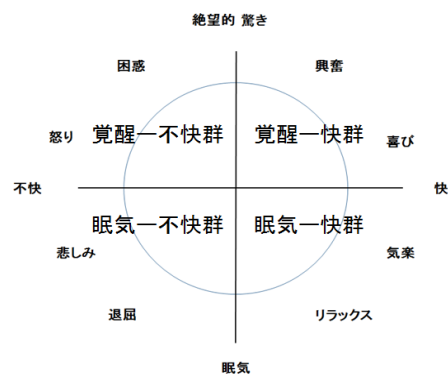 絶望的 驚き
困惑
興奮
怒り
覚醒ー不快群
覚醒ー快群
喜び
不快
快
眠気ー不快群
眠気ー快群
悲しみ
気楽
退屈
リラックス
眠気